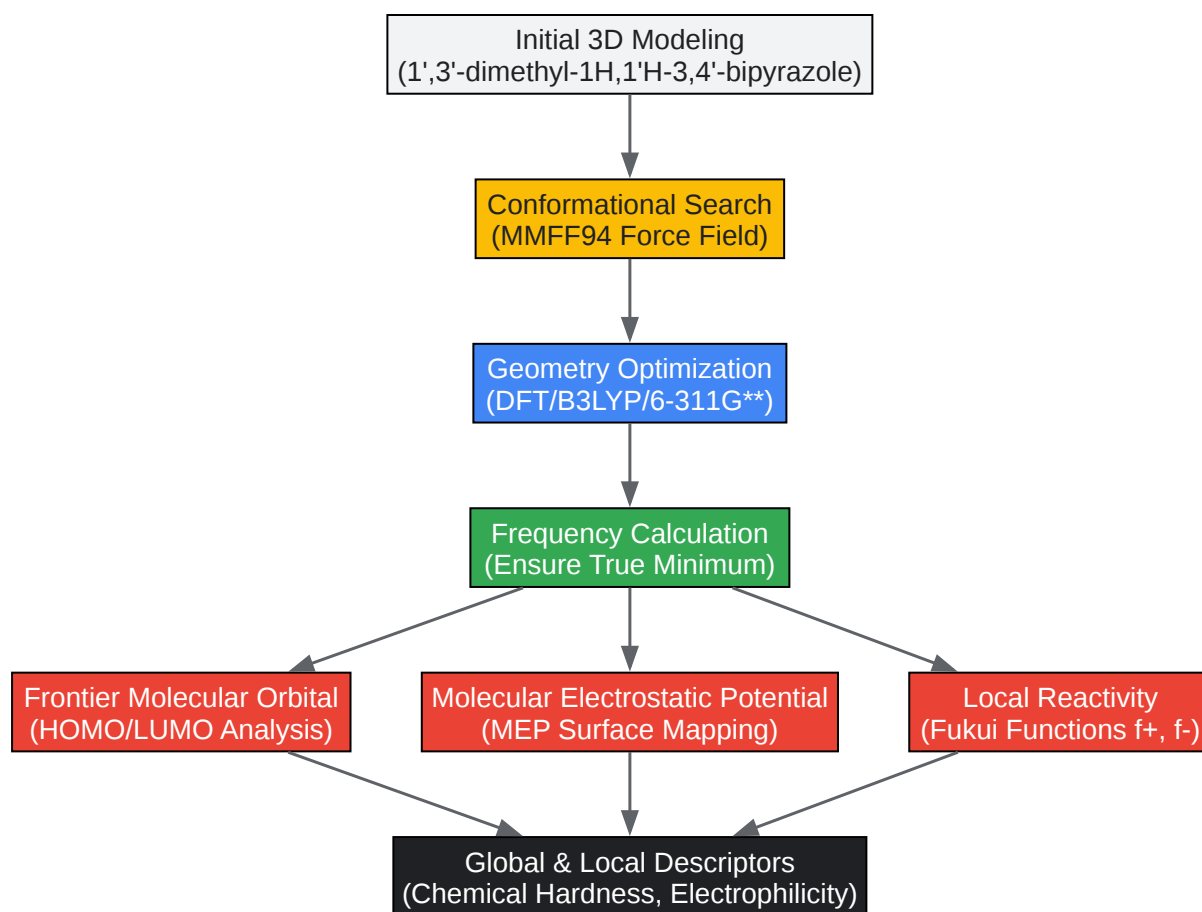 Initial 3D Modeling
(1',3'-dimethyl-1H,1'H-3,4'-bipyrazole)
Conformational Search
(MMFF94 Force Field)
Geometry Optimization
(DFT/B3LYP/6-311G**)
Frequency Calculation
(Ensure True Minimum)
Frontier Molecular Orbital
(HOMO/LUMO Analysis)
Molecular Electrostatic Potential
(MEP Surface Mapping)
Local Reactivity
(Fukui Functions f+, f-)
Global & Local Descriptors
(Chemical Hardness, Electrophilicity)